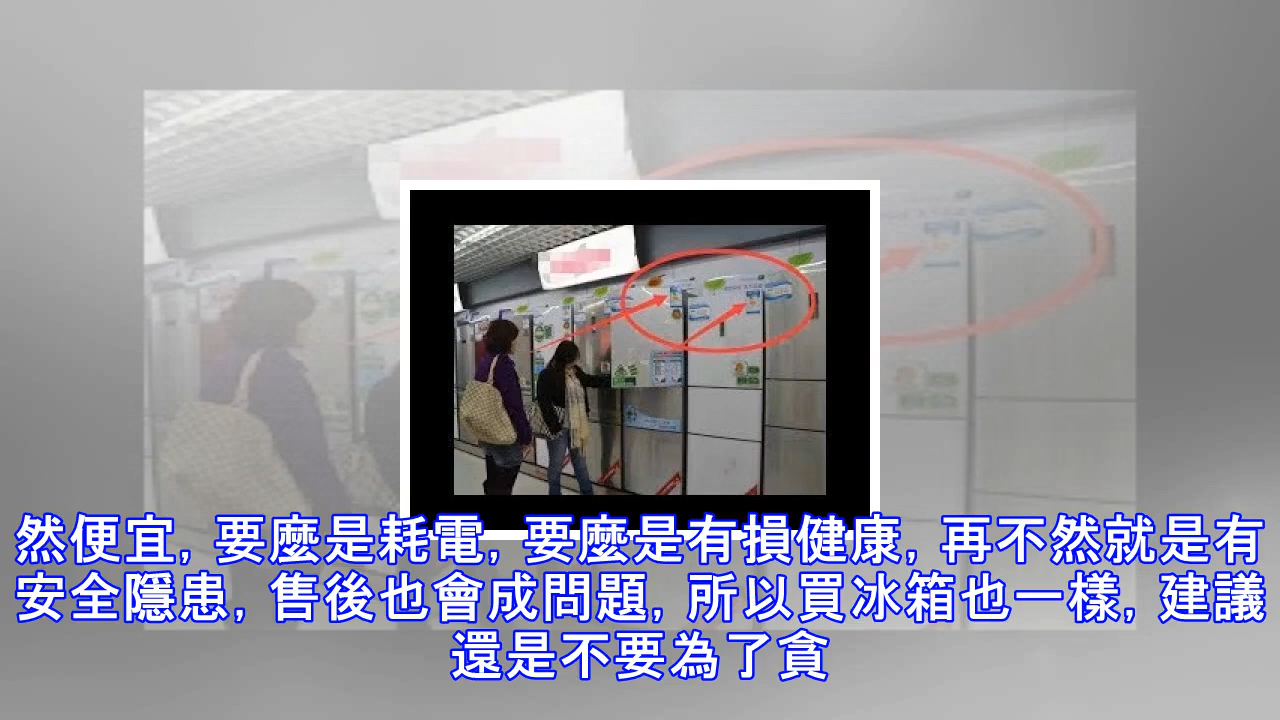 然便宜, 要麼是耗電, 要麼是有損健康, 再不然就是有
安全隱患, 售後也會成問題, 所以買冰箱也一樣, 建議
還是不要為了貪